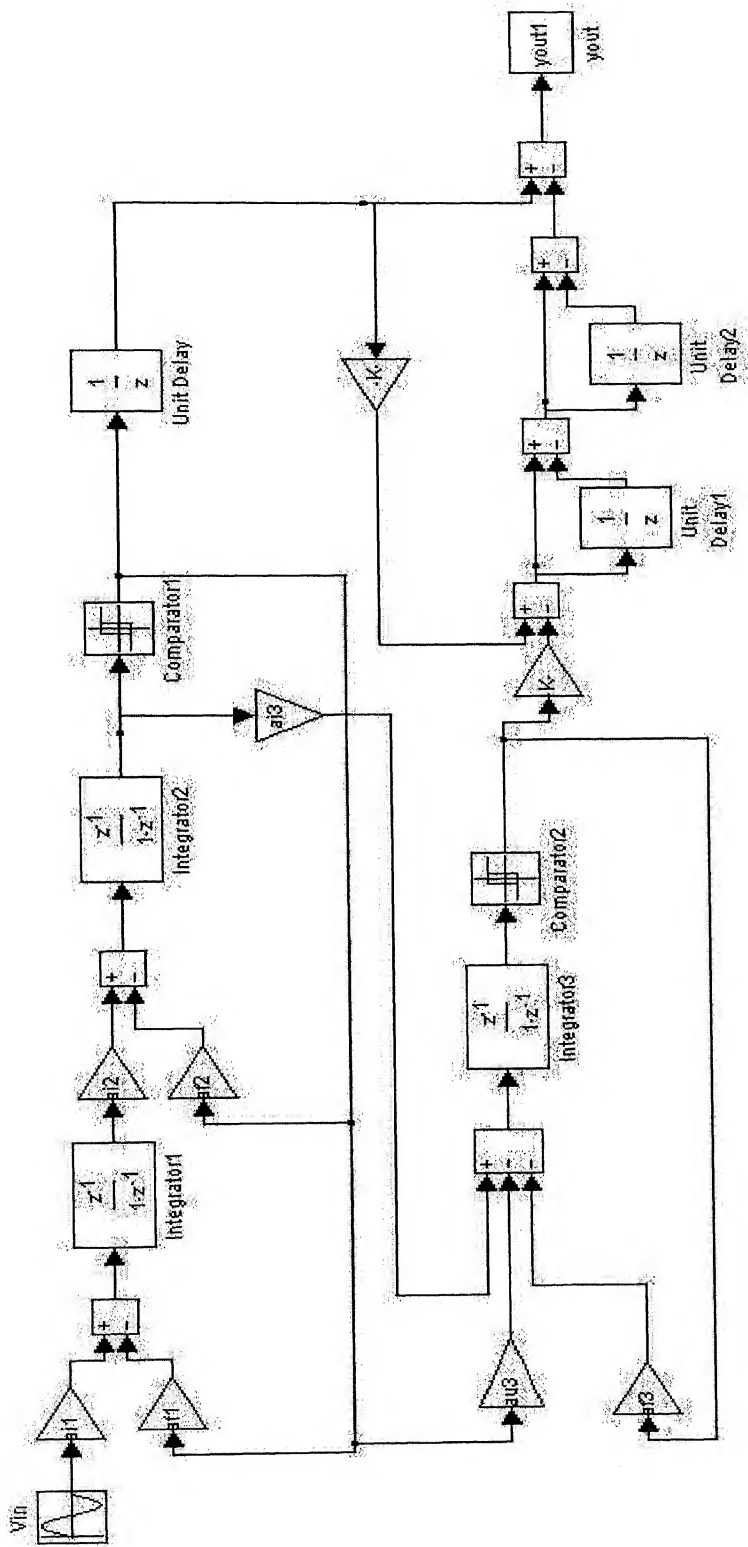 Vin
ai1
+
−
af1
z-1
1-z-1
Integrator1
ai2
af2
+
−
z-1
1-z-1
Integrator2
ai3
Comparator1
1
z
Unit Delay
-K-
au3
af3
+
−
−
z-1
1-z-1
Integrator3
Comparator2
-K-
+
−
1
z
Unit
Delay1
+
−
1
z
Unit
Delay2
+
−
+
−
yout1
yout